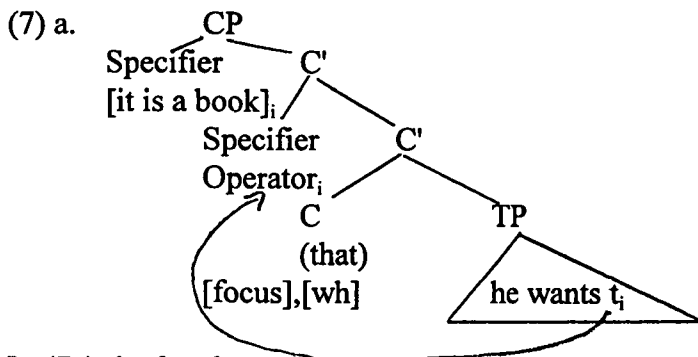 (7) a.
CP
Specifier C'
[it is a book]i
Specifier C'
Operatori
C TP
(that)
[focus],[wh] he wants ti